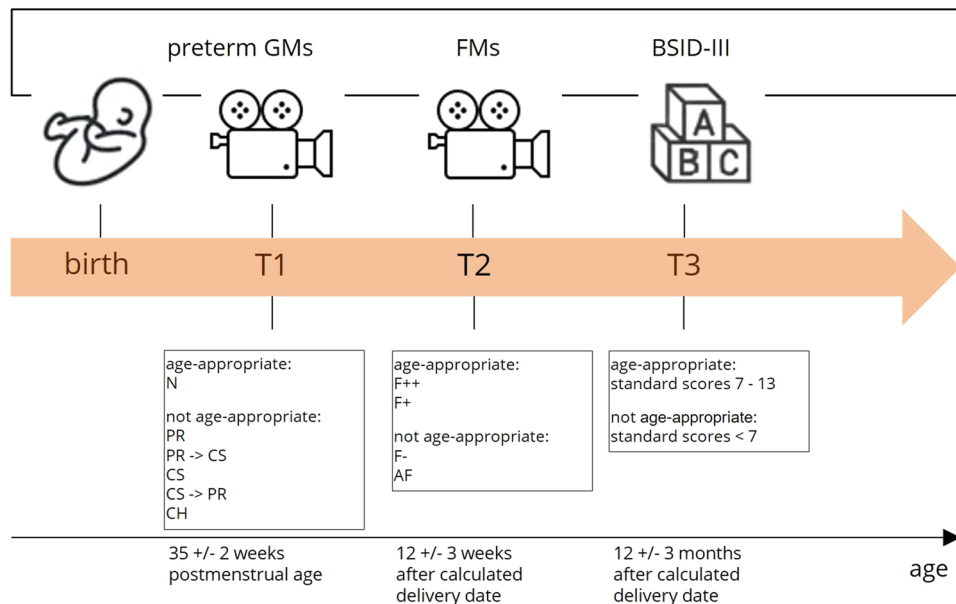 preterm GMs
FMs
BSID-III
A
B C
birth
T1
T2
T3
age-appropriate:
N
not age-appropriate:
PR
PR -> CS
CS
CS -> PR
CH
age-appropriate:
F++
F+
not age-appropriate:
F-
AF
age-appropriate:
standard scores 7 - 13
not age-appropriate:
standard scores < 7
35 +/- 2 weeks
postmenstrual age
12 +/- 3 weeks
after calculated
delivery date
12 +/- 3 months
after calculated
delivery date
age